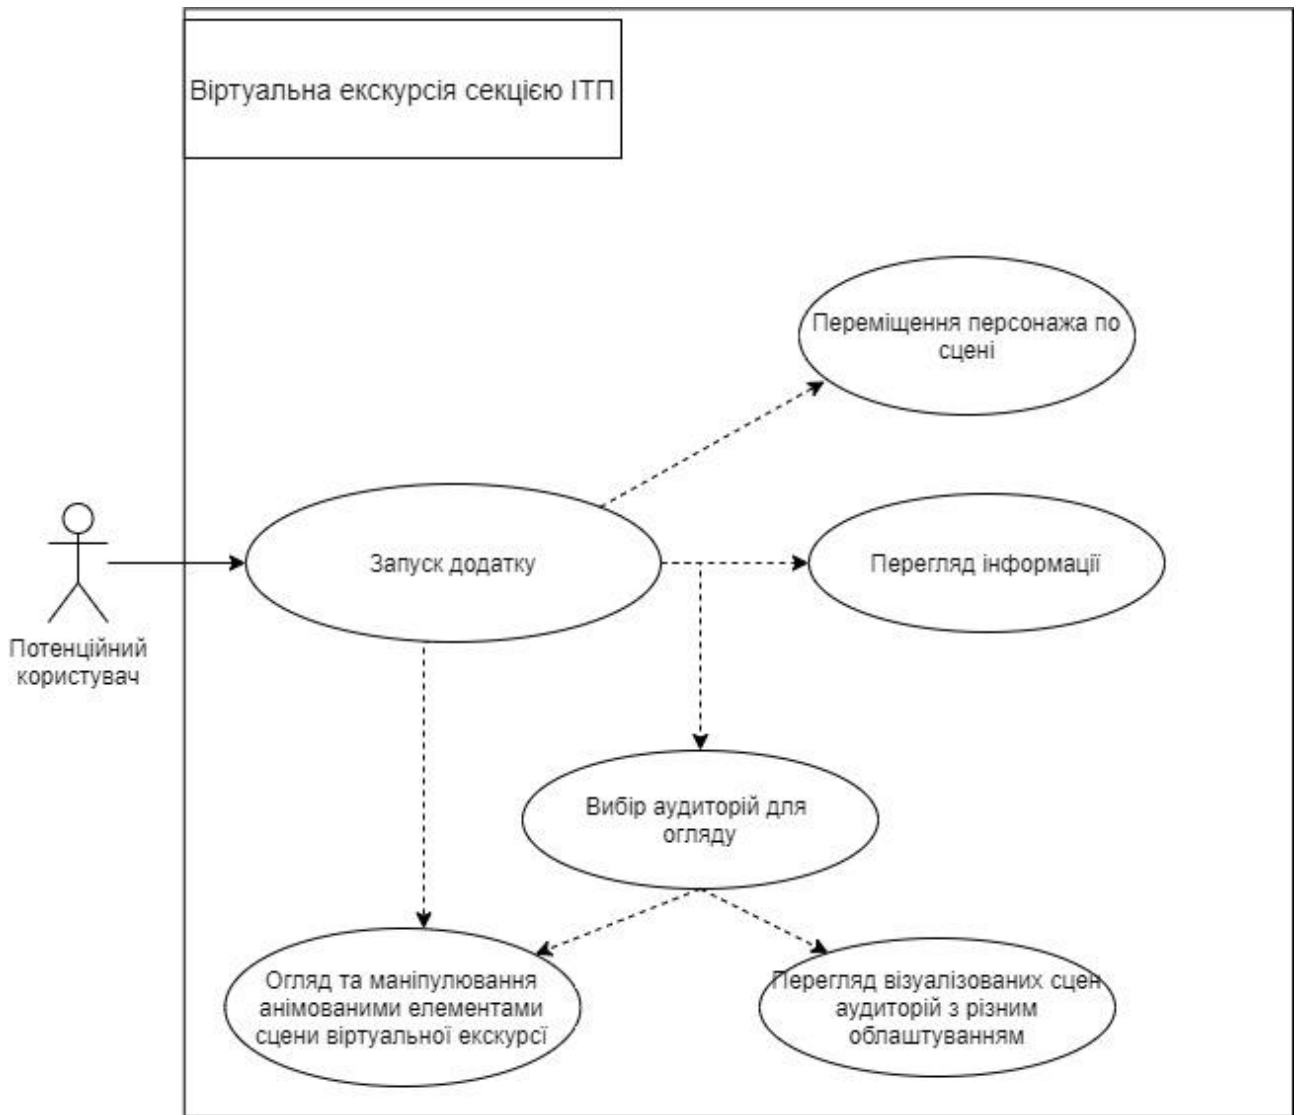 Віртуальна екскурсія секцією ІТП
Переміщення персонажа по
сцені
Запуск додатку
Перегляд інформації
Потенційний
користувач
Вибір аудиторій для
огляду
Огляд та маніпулювання
анімованими елементами
сцени віртуальної екскурсї
Перегляд візуалізованих сцен
аудиторій з різним
облаштуванням